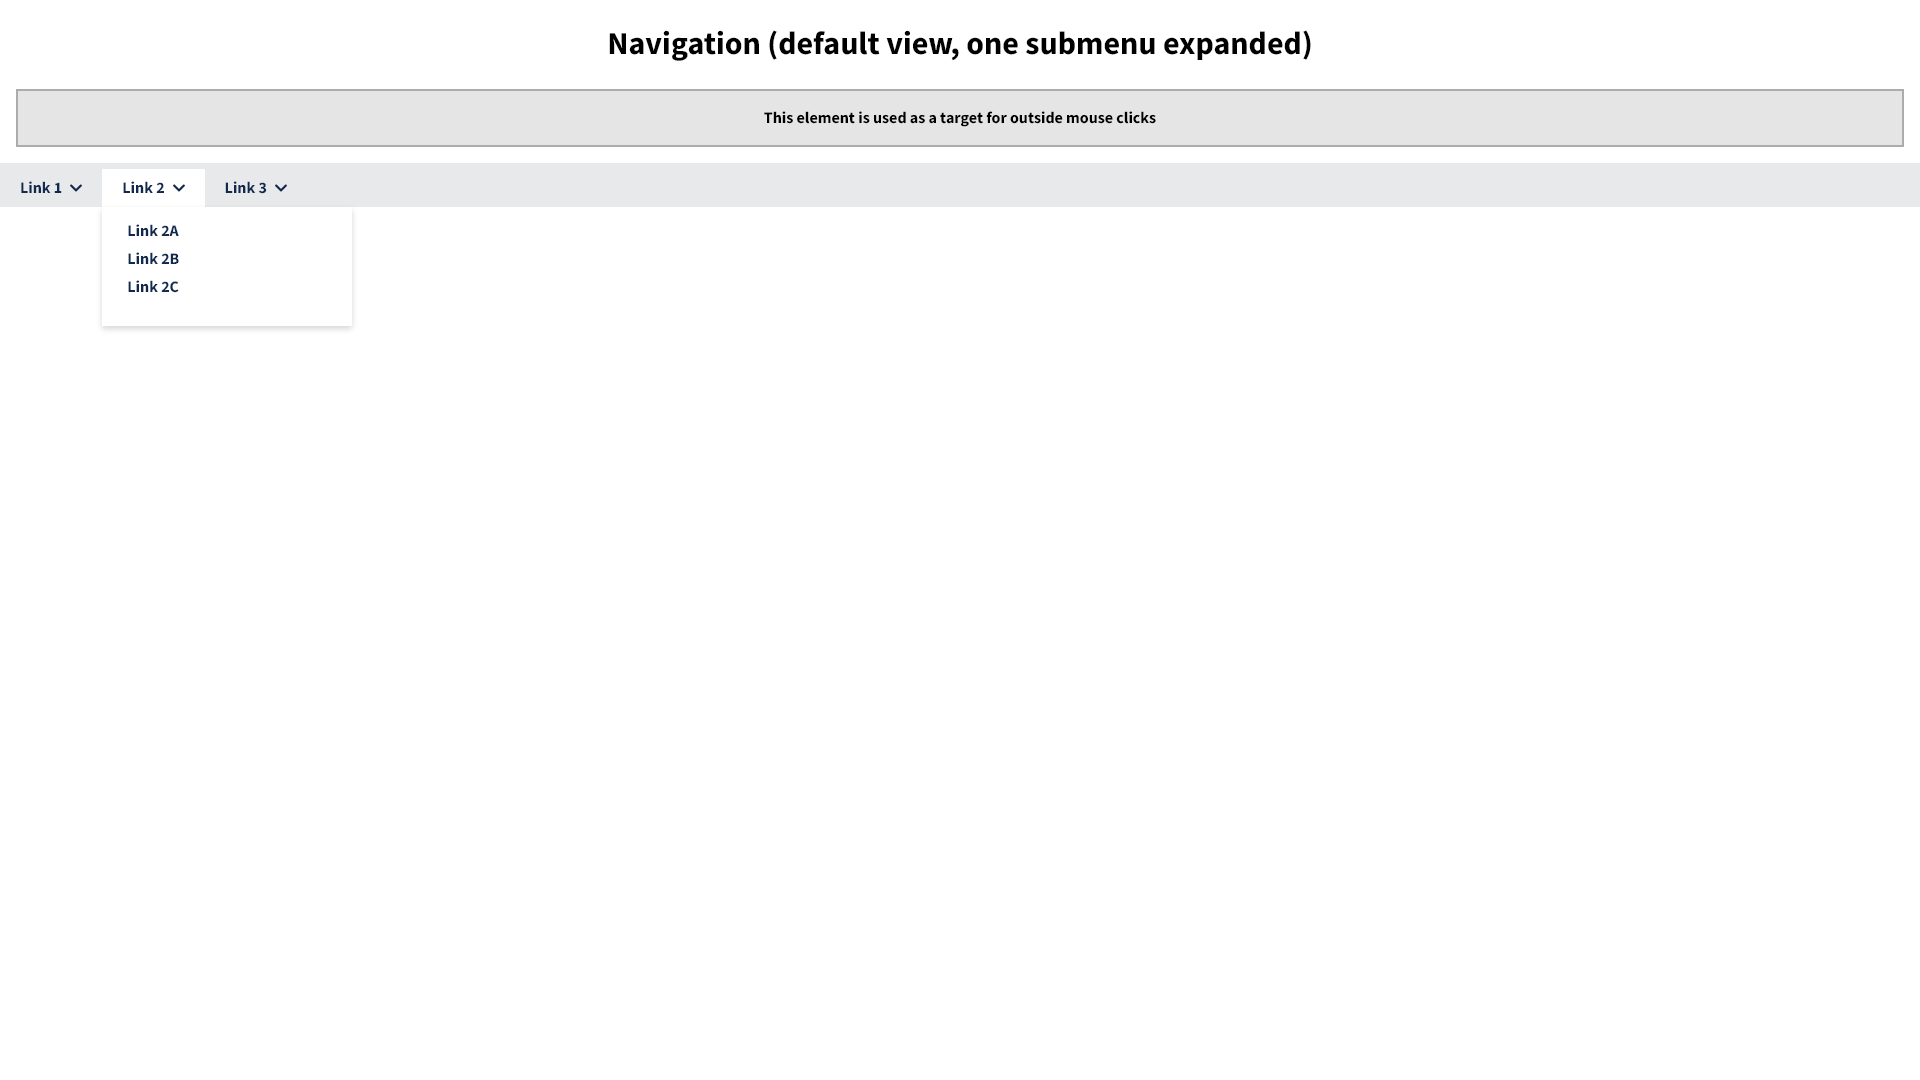 Navigation (default view, one submenu expanded)
This element is used as a target for outside mouse clicks
Link 1 Link 2 Link 3
Link 2A
Link 2B
Link 2C